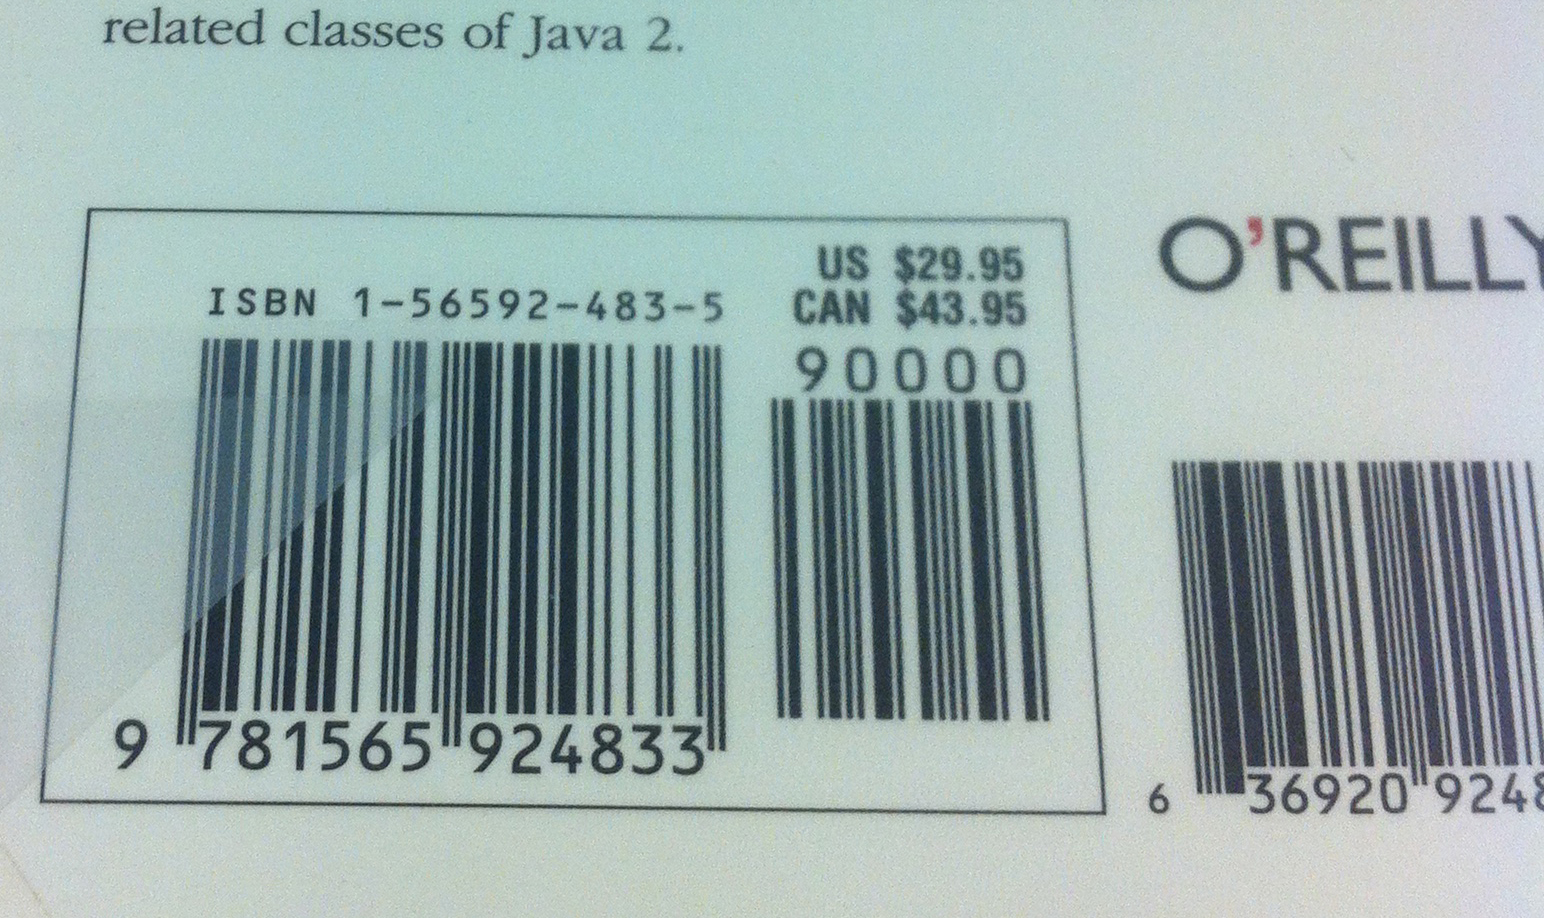 related classes of Java 2.
US $29.95
ISBN 1-56592-483-5
CAN $43.95
90000
9 781565 924833
O'REILLY
6 36920 924